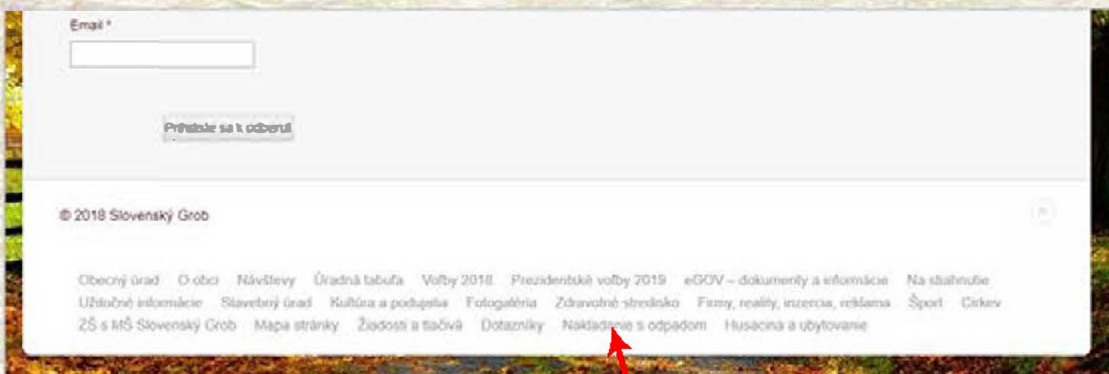 Email *
Prihláste sa k odberu!
© 2018 Slovenský Grob
Obecný úrad O obci Návštevy Úradná tabuľa Voľby 2018 Prezidentské voľby 2019 eGOV – dokumenty a informácie Na stiahnutie
Užitočné informácie Stavebný úrad Kultúra a podujatia Fotogaléria Zdravotné stredisko Firmy, reality, inzercia, reklama Šport Cirkev
ZŠ s MŠ Slovenský Grob Mapa stránky Žiadosti a tlačivá Dotazníky Nakladanie s odpadom Husacina a ubytovanie